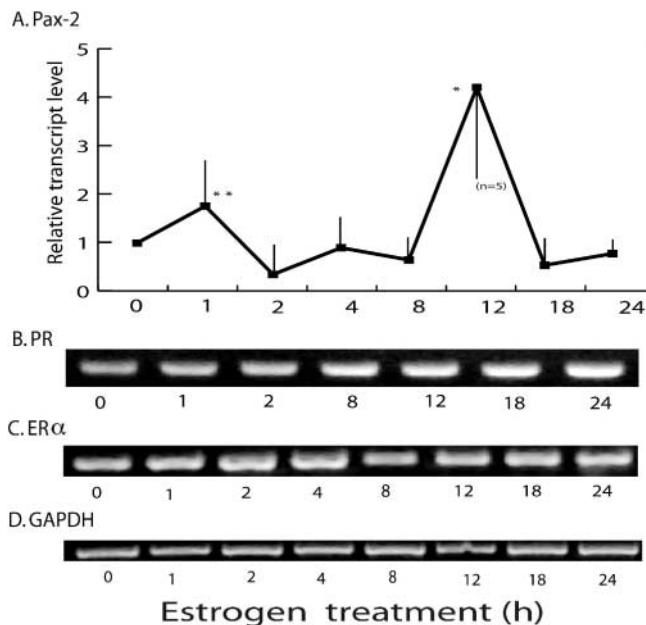 A. Pax-2
Relative transcript level
5
4
3
2
1
0
* *
*
(n=5)
0 1 2 4 8 12 18 24
B. PR
0 1 2 8 12 18 24
C. ERα
0 1 2 4 8 12 18 24
D. GAPDH
0 1 2 4 8 12 18 24
Estrogen treatment (h)